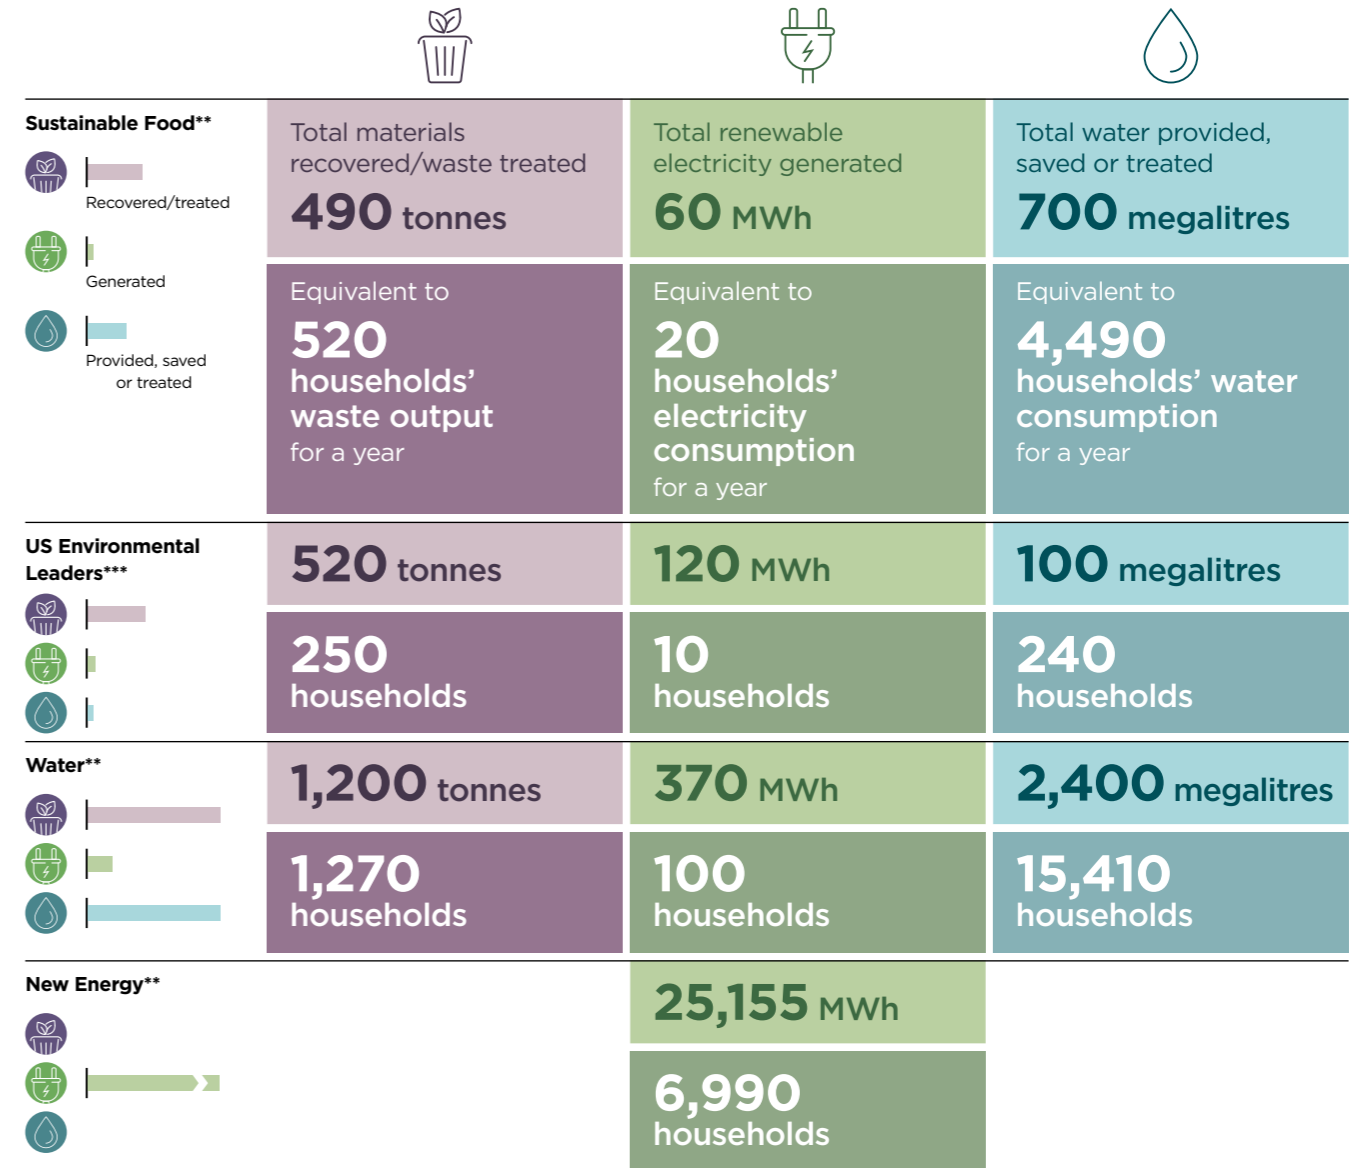 Sustainable Food**
Recovered/treated
Generated
Provided, saved
or treated
Total materials
recovered/waste treated
490 tonnes
Equivalent to
520
households’
waste output
for a year
Total renewable
electricity generated
60 MWh
Equivalent to
20
households’
electricity
consumption
for a year
Total water provided,
saved or treated
700 megalitres
Equivalent to
4,490
households’ water
consumption
for a year
US Environmental
Leaders***
520 tonnes
250
households
120 MWh
10
households
100 megalitres
240
households
Water**
1,200 tonnes
1,270
households
370 MWh
100
households
2,400 megalitres
15,410
households
New Energy**
25,155 MWh
6,990
households